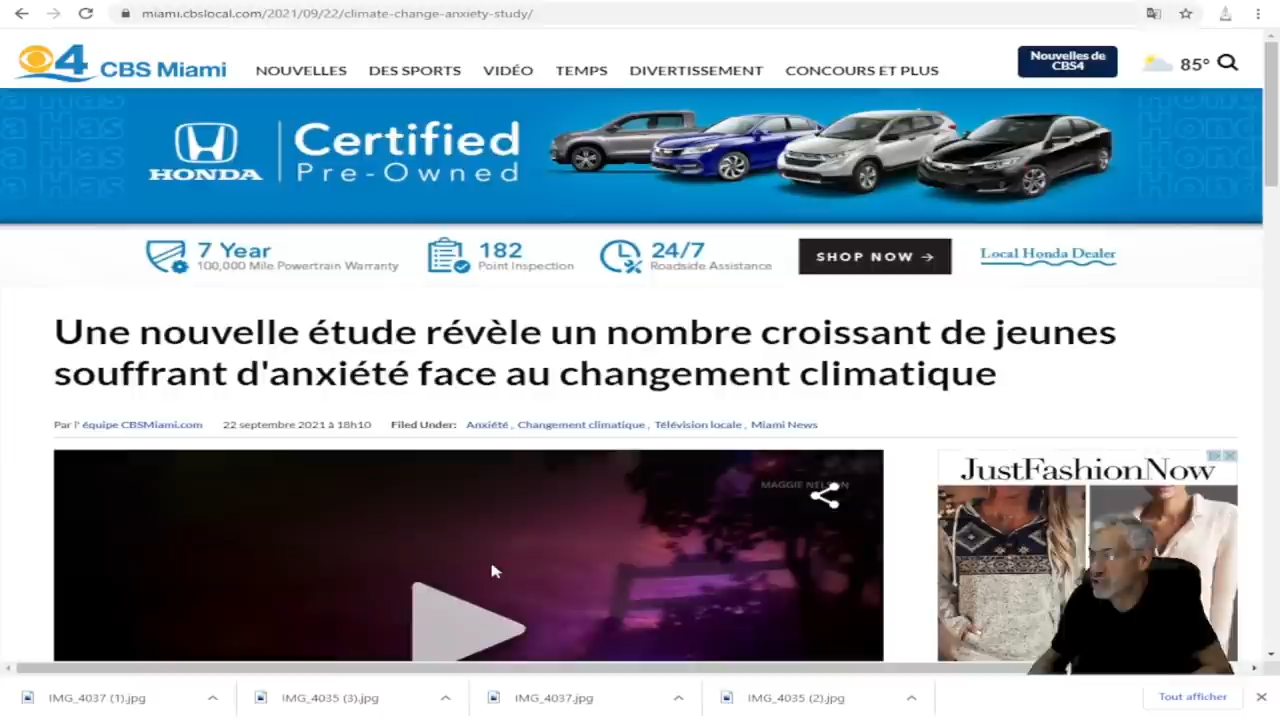 miami.cbslocal.com/2021/09/22/climate-change-anxiety-study/
4 CBS Miami
NOUVELLES DES SPORTS VIDÉO TEMPS DIVERTISSEMENT CONCOURS ET PLUS
Nouvelles de
CBS4
85°
HONDA
Certified
Pre-Owned
7 Year
100,000 Mile Powertrain Warranty
182
Point Inspection
24/7
Roadside Assistance
SHOP NOW →
Local Honda Dealer
Une nouvelle étude révèle un nombre croissant de jeunes
souffrant d'anxiété face au changement climatique
Par l' équipe CBSMiami.com 22 septembre 2021 à 18h10 Filed Under: Anxiété , Changement climatique , Télévision locale , Miami News
MAGGIE NELSON
JustFashionNow
IMG_4037 (1).jpg
IMG_4035 (3).jpg
IMG_4037.jpg
IMG_4035 (2).jpg
Tout afficher